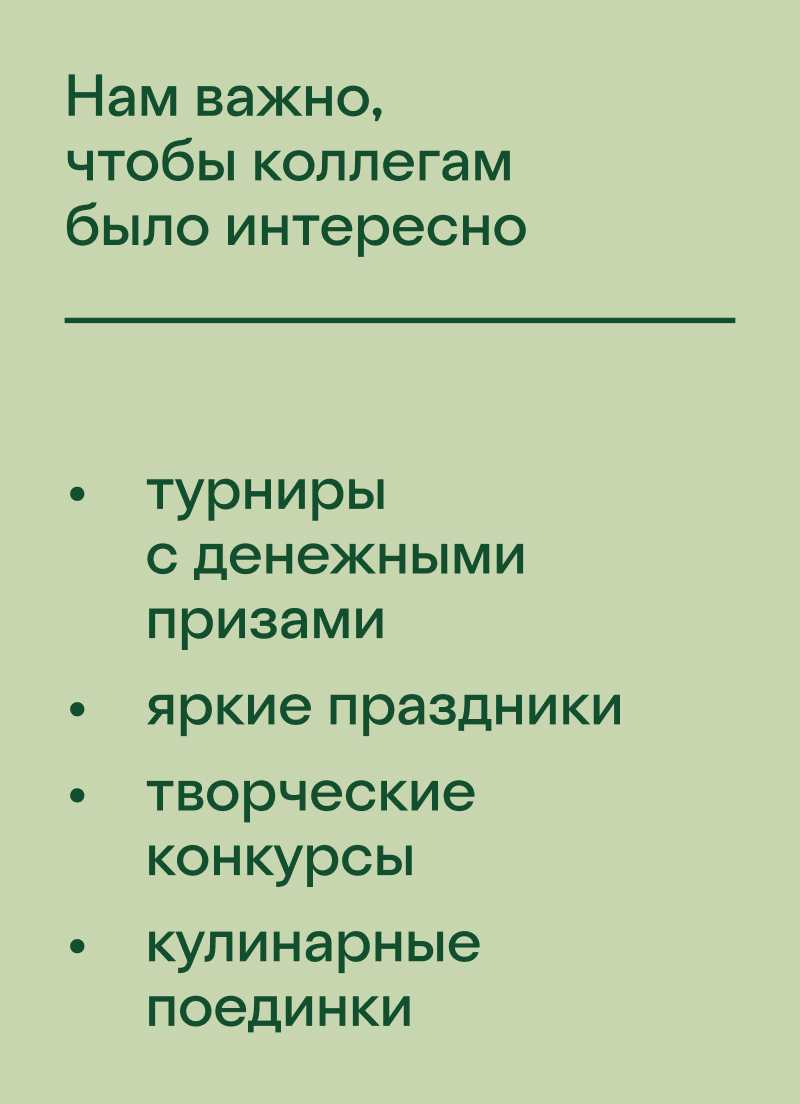 Нам важно,
чтобы коллегам
было интересно
• турниры
с денежными
призами
• яркие праздники
• творческие
конкурсы
• кулинарные
поединки